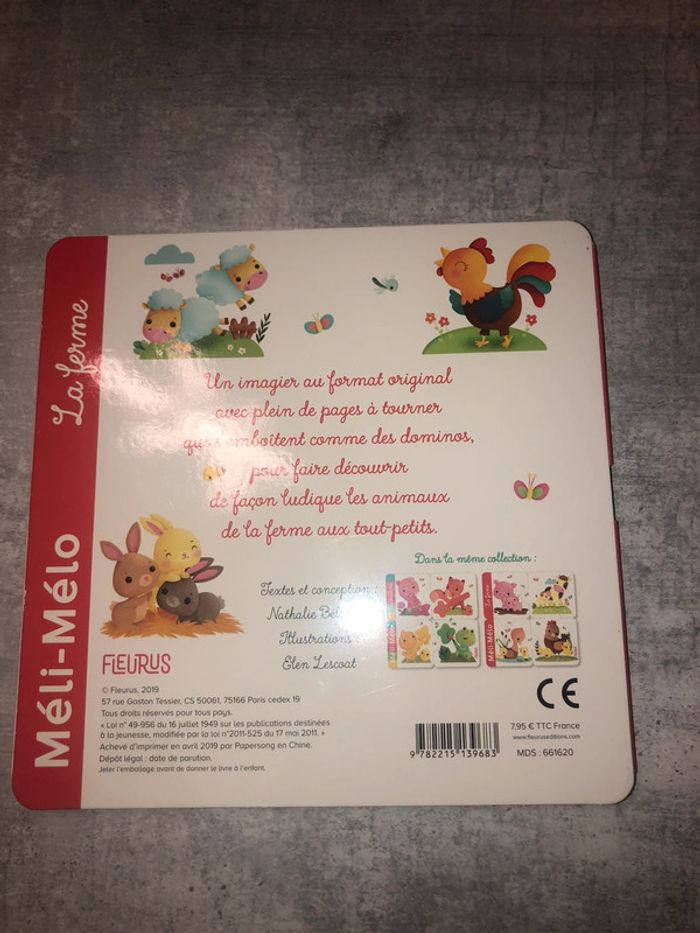 La ferme
Méli-Mélo
Un imagier au format original
avec plein de pages à tourner
qui s'emboîtent comme des dominos,
pour faire découvrir
de façon ludique les animaux
de la ferme aux tout-petits.
Dans la même collection :
Textes et conception :
Nathalie
Illustrations :
Elen Lescoat
La ferme
Méli-Mélo
FLEURUS
© Fleurus, 2019
57 rue Gaston Tessier, CS 50061, 75166 Paris cedex 19
Tous droits réservés pour tous pays.
« Loi n° 49-956 du 16 juillet 1949 sur les publications destinées
à la jeunesse, modifiée par la loi n°2011-525 du 17 mai 2011. »
Achevé d'imprimer en avril 2019 par Papersong en Chine.
Dépôt légal : date de parution.
Jeter l'emballage avant de donner le livre à l'enfant.
9 782215 139683
CE
7,95 € TTC France
www.fleuruseditions.com
MDS : 661620